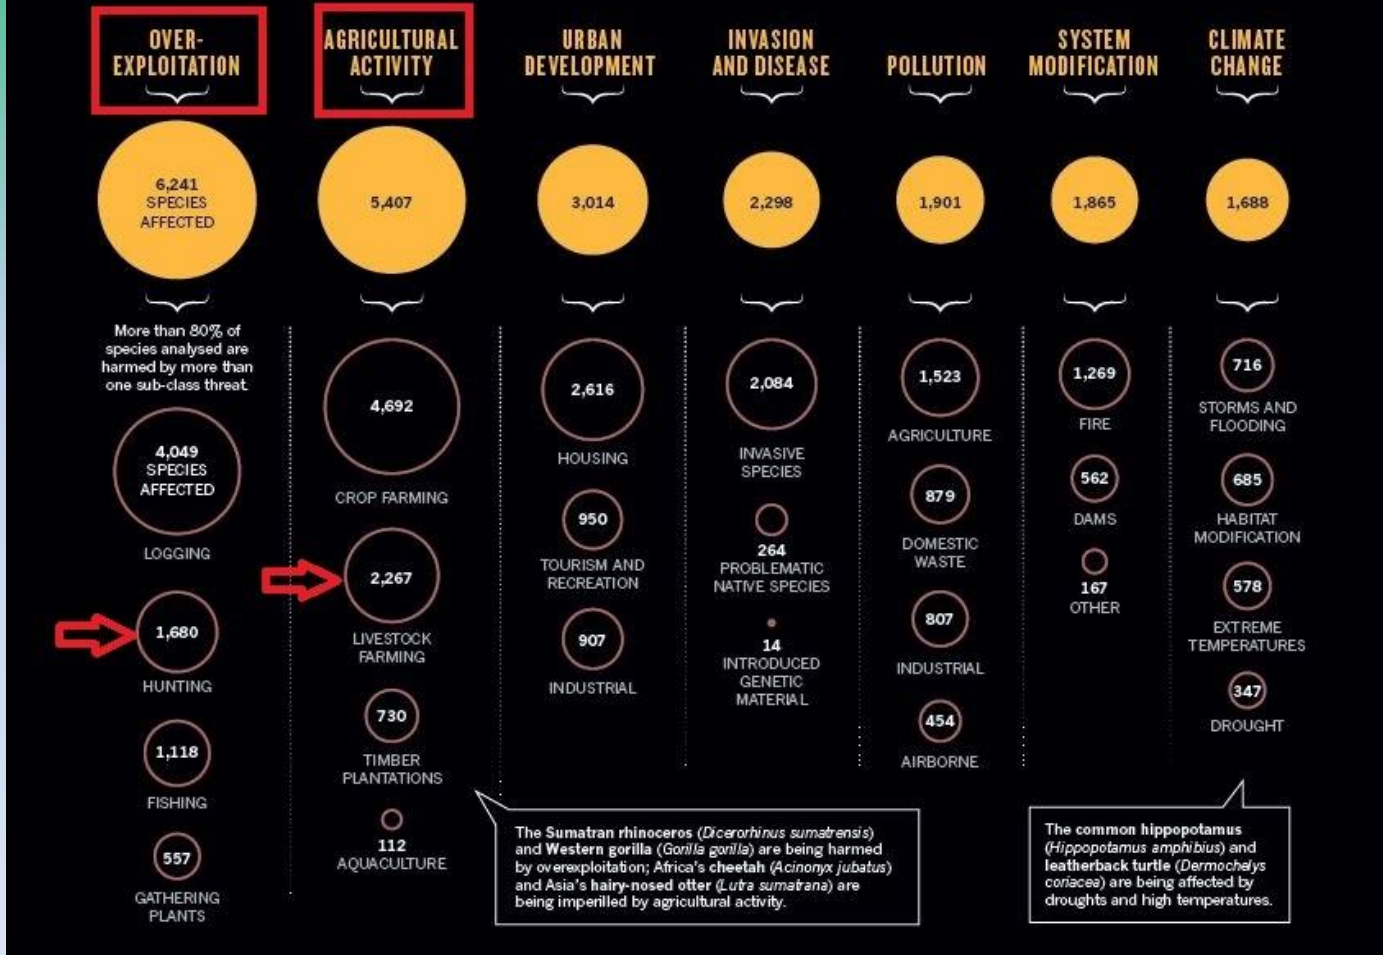 OVER-
EXPLOITATION
6,241
SPECIES
AFFECTED
More than 80% of
species analysed are
harmed by more than
one sub-class threat.
4,049
SPECIES
AFFECTED
LOGGING
1,680
HUNTING
1,118
FISHING
557
GATHERING
PLANTS
AGRICULTURAL
ACTIVITY
5,407
4,692
CROP FARMING
2,267
LIVESTOCK
FARMING
730
TIMBER
PLANTATIONS
112
AQUACULTURE
URBAN
DEVELOPMENT
3,014
2,616
HOUSING
950
TOURISM AND
RECREATION
907
INDUSTRIAL
INVASION
AND DISEASE
2,298
2,084
INVASIVE
SPECIES
264
PROBLEMATIC
NATIVE SPECIES
14
INTRODUCED
GENETIC
MATERIAL
POLLUTION
1,901
1,523
AGRICULTURE
879
DOMESTIC
WASTE
807
INDUSTRIAL
454
AIRBORNE
SYSTEM
MODIFICATION
1,865
1,269
FIRE
562
DAMS
167
OTHER
CLIMATE
CHANGE
1,688
716
STORMS AND
FLOODING
685
HABITAT
MODIFICATION
578
EXTREME
TEMPERATURES
347
DROUGHT
The Sumatran rhinoceros (Dicerorhinus sumatrensis)
and Western gorilla (Gorilla gorilla) are being harmed
by overexploitation; Africa's cheetah (Acinonyx jubatus)
and Asia's hairy-nosed otter (Lutra sumatrana) are
being imperilled by agricultural activity.
The common hippopotamus
(Hippopotamus amphibius) and
leatherback turtle (Dermochelys
coriacea) are being affected by
droughts and high temperatures.